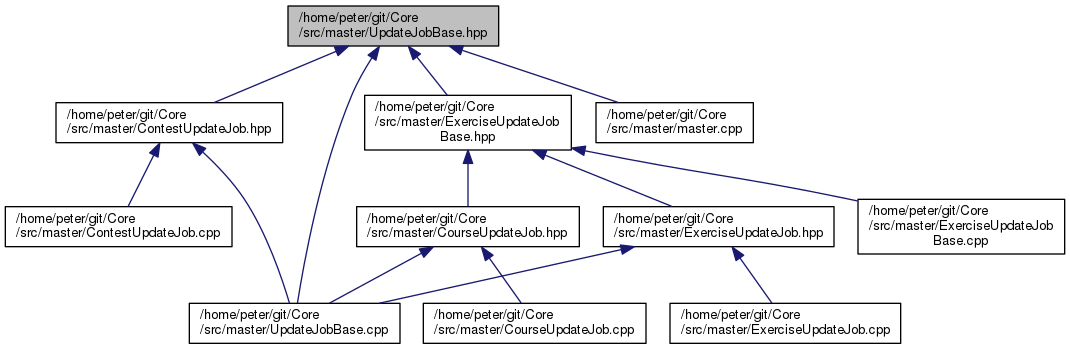 /home/peter/git/Core
/src/master/UpdateJobBase.hpp
/home/peter/git/Core
/src/master/ContestUpdateJob.hpp
/home/peter/git/Core
/src/master/ExerciseUpdateJob
Base.hpp
/home/peter/git/Core
/src/master/master.cpp
/home/peter/git/Core
/src/master/ContestUpdateJob.cpp
/home/peter/git/Core
/src/master/CourseUpdateJob.hpp
/home/peter/git/Core
/src/master/ExerciseUpdateJob.hpp
/home/peter/git/Core
/src/master/ExerciseUpdateJob
Base.cpp
/home/peter/git/Core
/src/master/UpdateJobBase.cpp
/home/peter/git/Core
/src/master/CourseUpdateJob.cpp
/home/peter/git/Core
/src/master/ExerciseUpdateJob.cpp